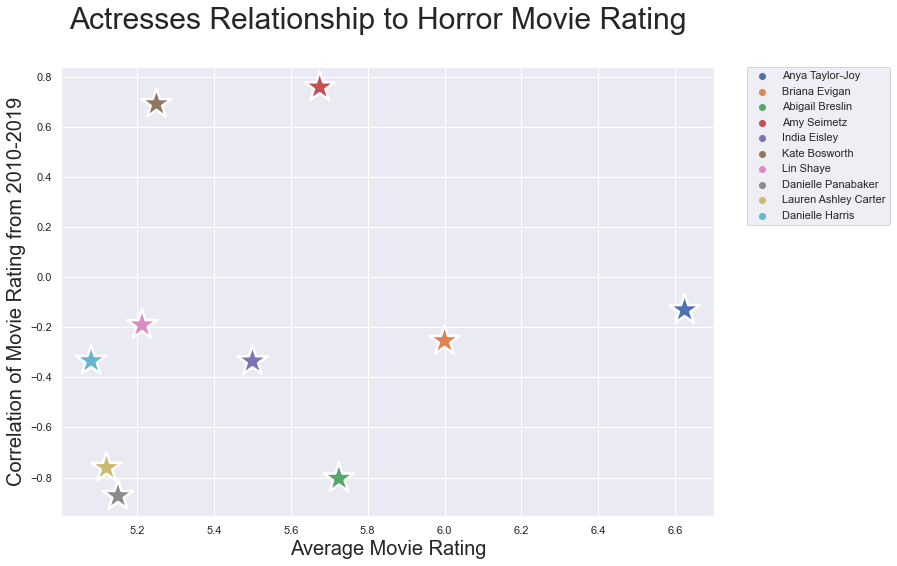 Actresses Relationship to Horror Movie Rating
Correlation of Movie Rating from 2010-2019
0.8
0.6
0.4
0.2
0.0
−0.2
−0.4
−0.6
−0.8
5.2
5.4
5.6
5.8
6.0
6.2
6.4
6.6
Average Movie Rating
Anya Taylor-Joy
Briana Evigan
Abigail Breslin
Amy Seimetz
India Eisley
Kate Bosworth
Lin Shaye
Danielle Panabaker
Lauren Ashley Carter
Danielle Harris